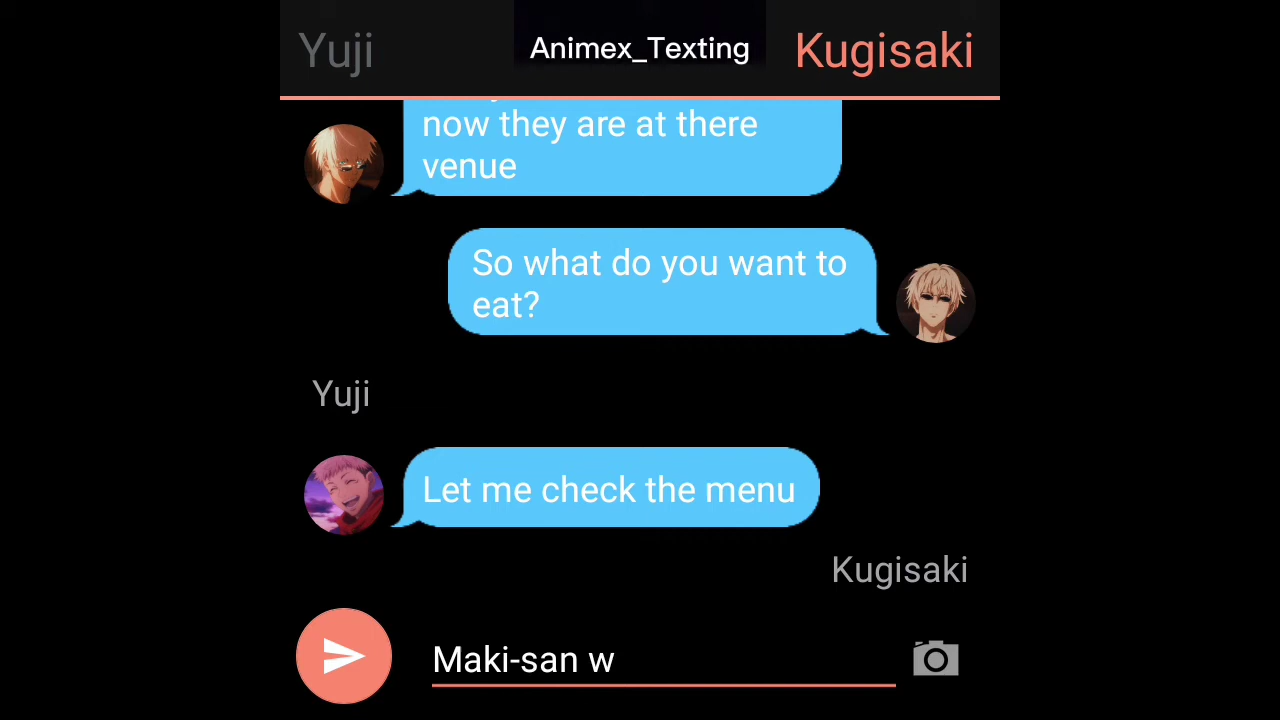 Yuji
Animex_Texting
Kugisaki
now they are at there
venue
So what do you want to
eat?
Yuji
Let me check the menu
Kugisaki
Maki-san w